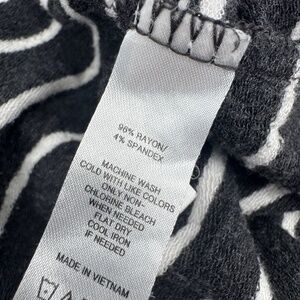 96% RAYON/
4% SPANDEX
MACHINE WASH
COLD WITH LIKE COLORS
ONLY NON-
CHLORINE BLEACH
WHEN NEEDED
FLAT DRY
COOL IRON
IF NEEDED
MADE IN VIETNAM